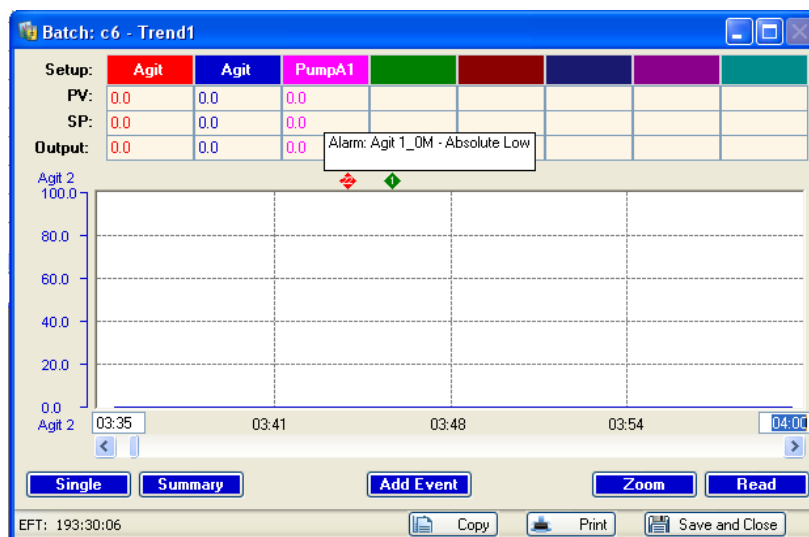 Batch: c6 - Trend1
Setup: Agit Agit PumpA1
PV: 0.0 0.0 0.0
SP: 0.0 0.0 0.0
Output: 0.0 0.0 0.0
Alarm: Agit 1_0M - Absolute Low
Agit 2
1
100.0
80.0
60.0
40.0
20.0
0.0
Agit 2
03:35 03:41 03:48 03:54 04:00
Single Summary Add Event Zoom Read
EFT: 193:30:06 Copy Print Save and Close